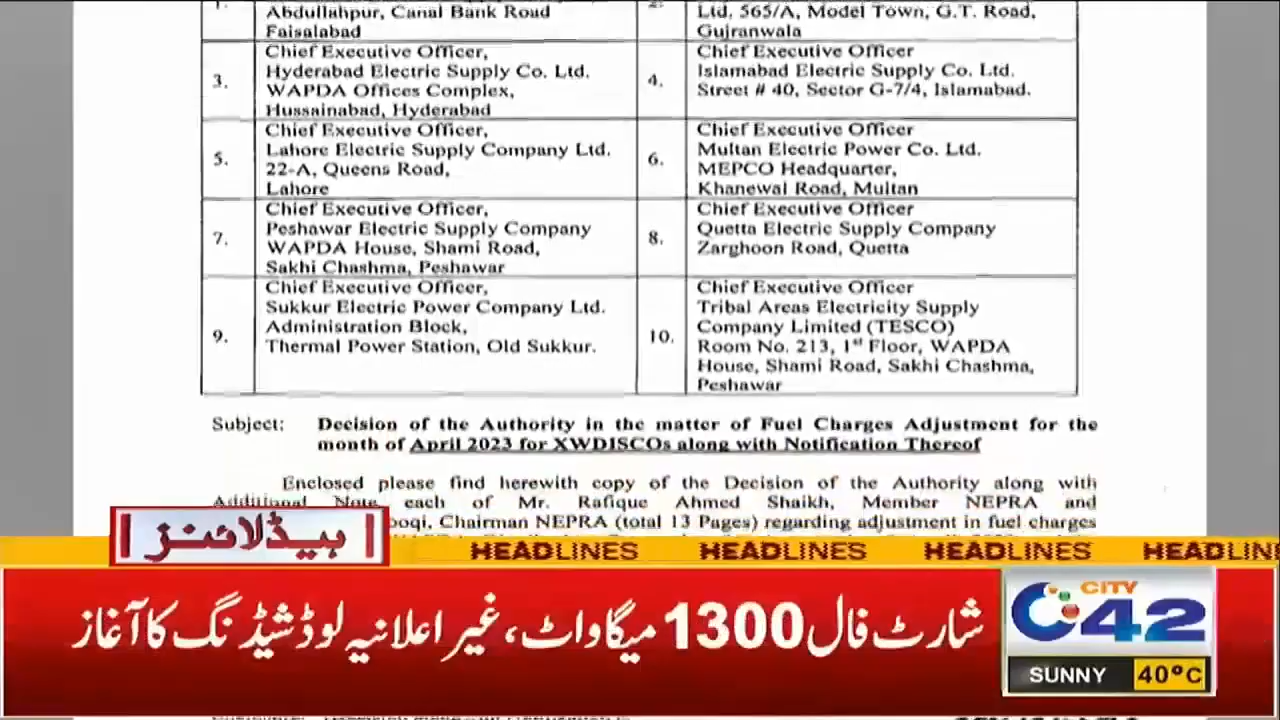 1.
Abdullahpur, Canal Bank Road
Faisalabad
2.
Ltd, 565/A, Model Town, G.T. Road,
Gujranwala
3.
Chief Executive Officer,
Hyderabad Electric Supply Co. Ltd.
WAPDA Offices Complex,
Hussainabad, Hyderabad
4.
Chief Executive Officer
Islamabad Electric Supply Co. Ltd.
Street # 40, Sector G-7/4, Islamabad.
5.
Chief Executive Officer,
Lahore Electric Supply Company Ltd.
22-A, Queens Road,
Lahore
6.
Chief Executive Officer
Multan Electric Power Co. Ltd.
MEPCO Headquarter,
Khanewal Road, Multan
7.
Chief Executive Officer,
Peshawar Electric Supply Company
WAPDA House, Shami Road,
Sakhi Chashma, Peshawar
8.
Chief Executive Officer
Quetta Electric Supply Company
Zarghoon Road, Quetta
9.
Chief Executive Officer,
Sukkur Electric Power Company Ltd.
Administration Block,
Thermal Power Station, Old Sukkur.
10.
Chief Executive Officer
Tribal Areas Electricity Supply
Company Limited (TESCO)
Room No. 213, 1st Floor, WAPDA
House, Shami Road, Sakhi Chashma,
Peshawar
Subject: Decision of the Authority in the matter of Fuel Charges Adjustment for the
month of April 2023 for XWDISCOs along with Notification Thereof
Enclosed please find herewith copy of the Decision of the Authority along with
Additional Note each of Mr. Rafique Ahmed Shaikh, Member NEPRA and
Chairman NEPRA (total 13 Pages) regarding adjustment in fuel charges
ہیڈلائنز
HEADLINES HEADLINES HEADLINES HEADLIN
شارٹ فال 1300 میگاواٹ، غیر اعلانیہ لوڈشیڈنگ کا آغاز
CITY
42
SUNNY 40°C